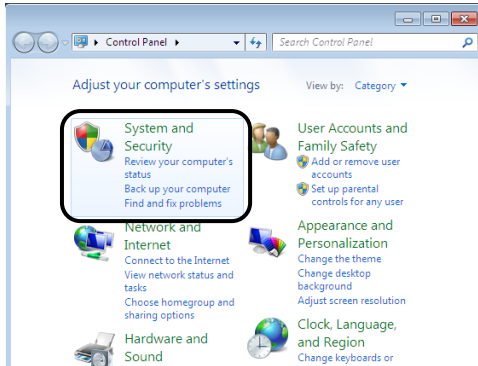 Control Panel
Search Control Panel
Adjust your computer's settings
View by: Category
System and
Security
Review your computer's
status
Back up your computer
Find and fix problems
User Accounts and
Family Safety
Add or remove user
accounts
Set up parental
controls for any user
Network and
Internet
Connect to the Internet
View network status and
tasks
Choose homegroup and
sharing options
Appearance and
Personalization
Change the theme
Change desktop
background
Adjust screen resolution
Hardware and
Sound
Clock, Language,
and Region
Change keyboards or